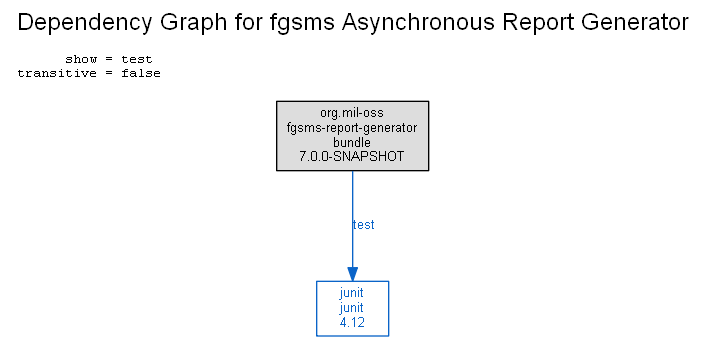 Dependency Graph for fgsms Asynchronous Report Generator
show = test
transitive = false
org.mil-oss
fgsms-report-generator
bundle
7.0.0-SNAPSHOT
test
junit
junit
4.12